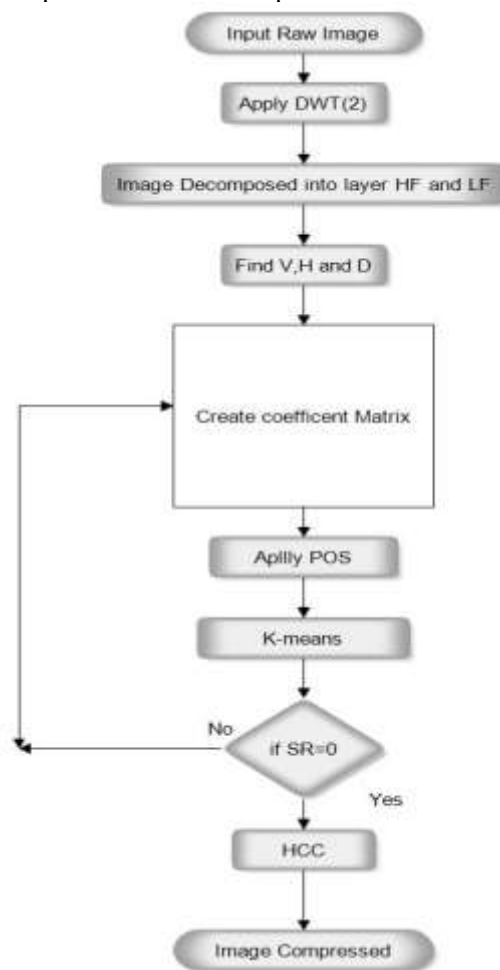 Input Raw Image
Apply DWT(2)
Image Decomposed into layer HF and LF
Find V,H and D
Create coefficent Matrix
Apllly POS
K-means
No
if SR=0
Yes
HCC
Image Compressed